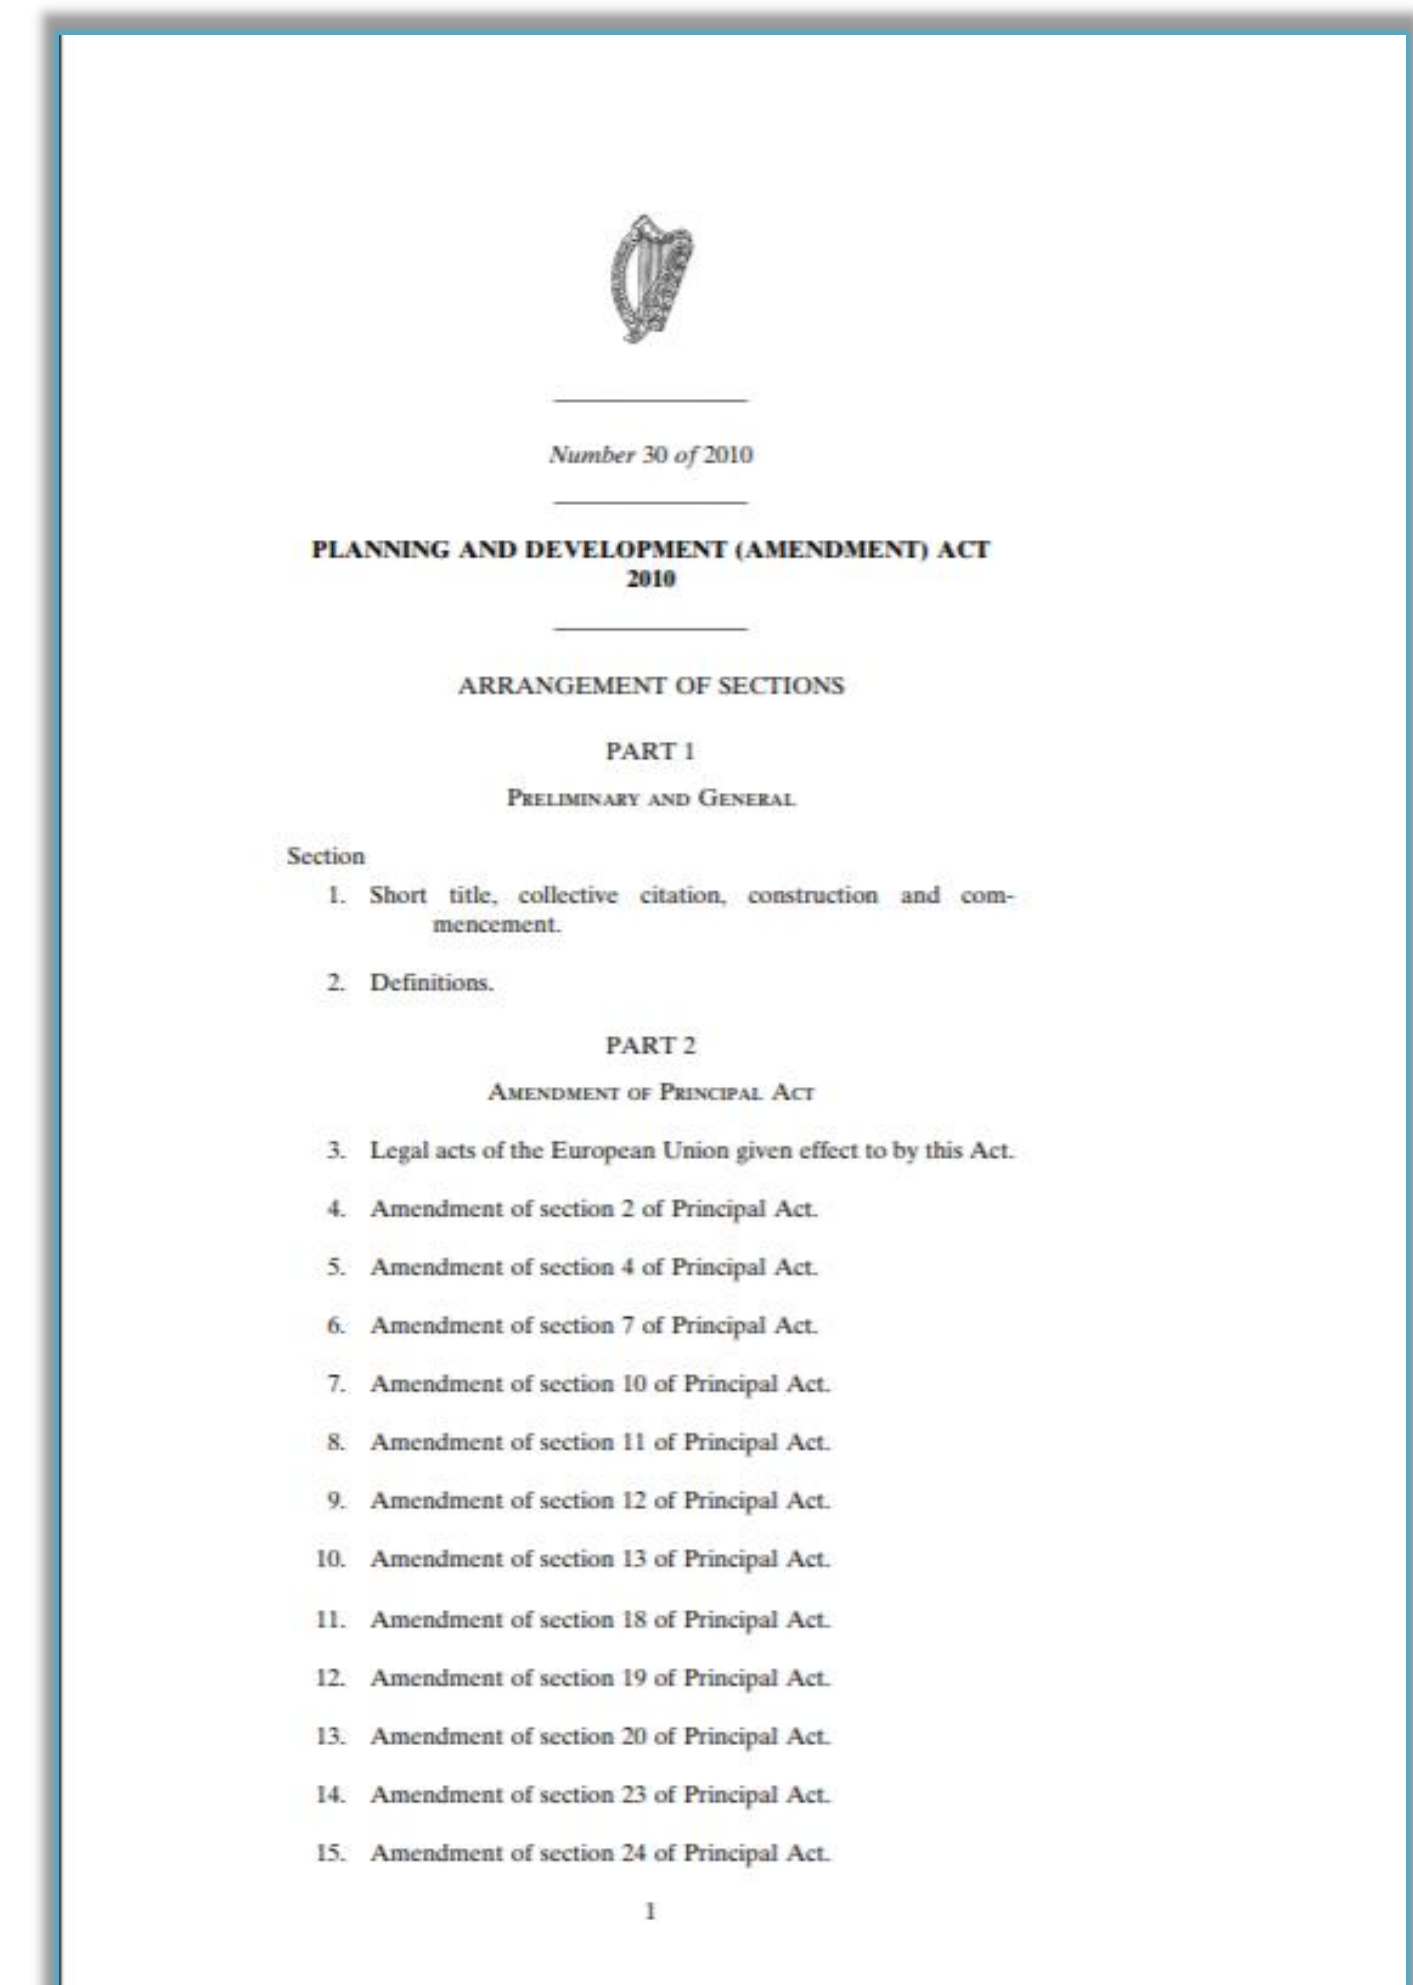 Number 30 of 2010
PLANNING AND DEVELOPMENT (AMENDMENT) ACT
2010
ARRANGEMENT OF SECTIONS
PART 1
Preliminary and General
Section
1. Short title, collective citation, construction and com-
mencement.
2. Definitions.
PART 2
Amendment of Principal Act
3. Legal acts of the European Union given effect to by this Act.
4. Amendment of section 2 of Principal Act.
5. Amendment of section 4 of Principal Act.
6. Amendment of section 7 of Principal Act.
7. Amendment of section 10 of Principal Act.
8. Amendment of section 11 of Principal Act.
9. Amendment of section 12 of Principal Act.
10. Amendment of section 13 of Principal Act.
11. Amendment of section 18 of Principal Act.
12. Amendment of section 19 of Principal Act.
13. Amendment of section 20 of Principal Act.
14. Amendment of section 23 of Principal Act.
15. Amendment of section 24 of Principal Act.
1